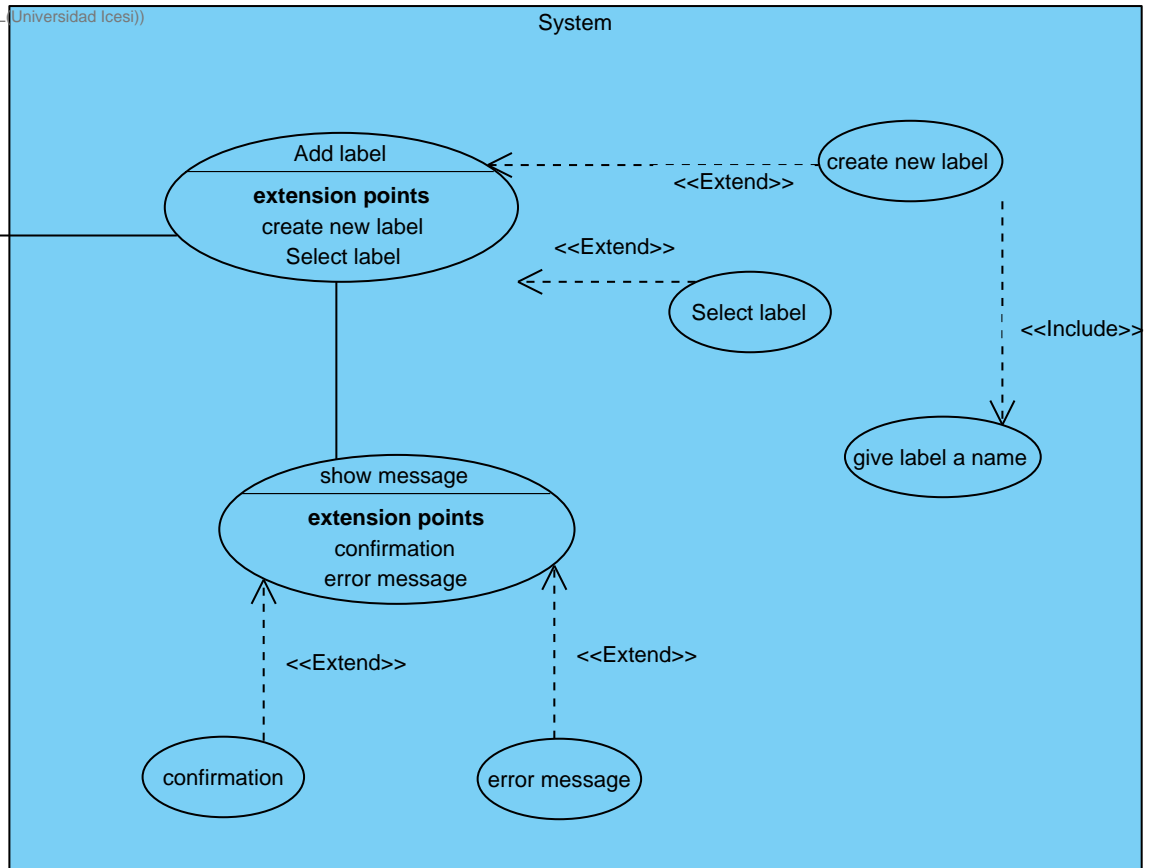 L(Universidad Icesi))
System
Add label
extension points
create new label
Select label
create new label
<<Extend>>
<<Extend>>
Select label
<<Include>>
give label a name
show message
extension points
confirmation
error message
<<Extend>>
<<Extend>>
confirmation
error message